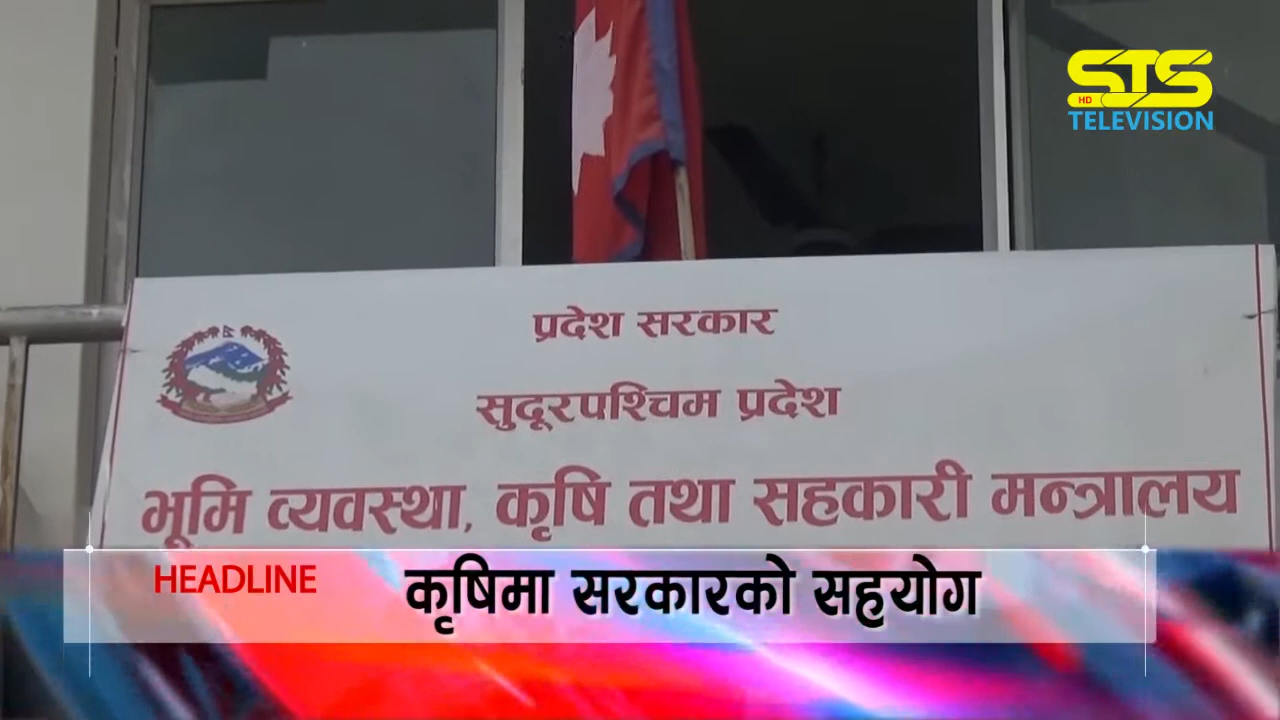 STS
HD
TELEVISION
प्रदेश सरकार
सुदूरपश्चिम प्रदेश
भूमि व्यवस्था, कृषि तथा सहकारी मन्त्रालय
HEADLINE
कृषिमा सरकारको सहयोग